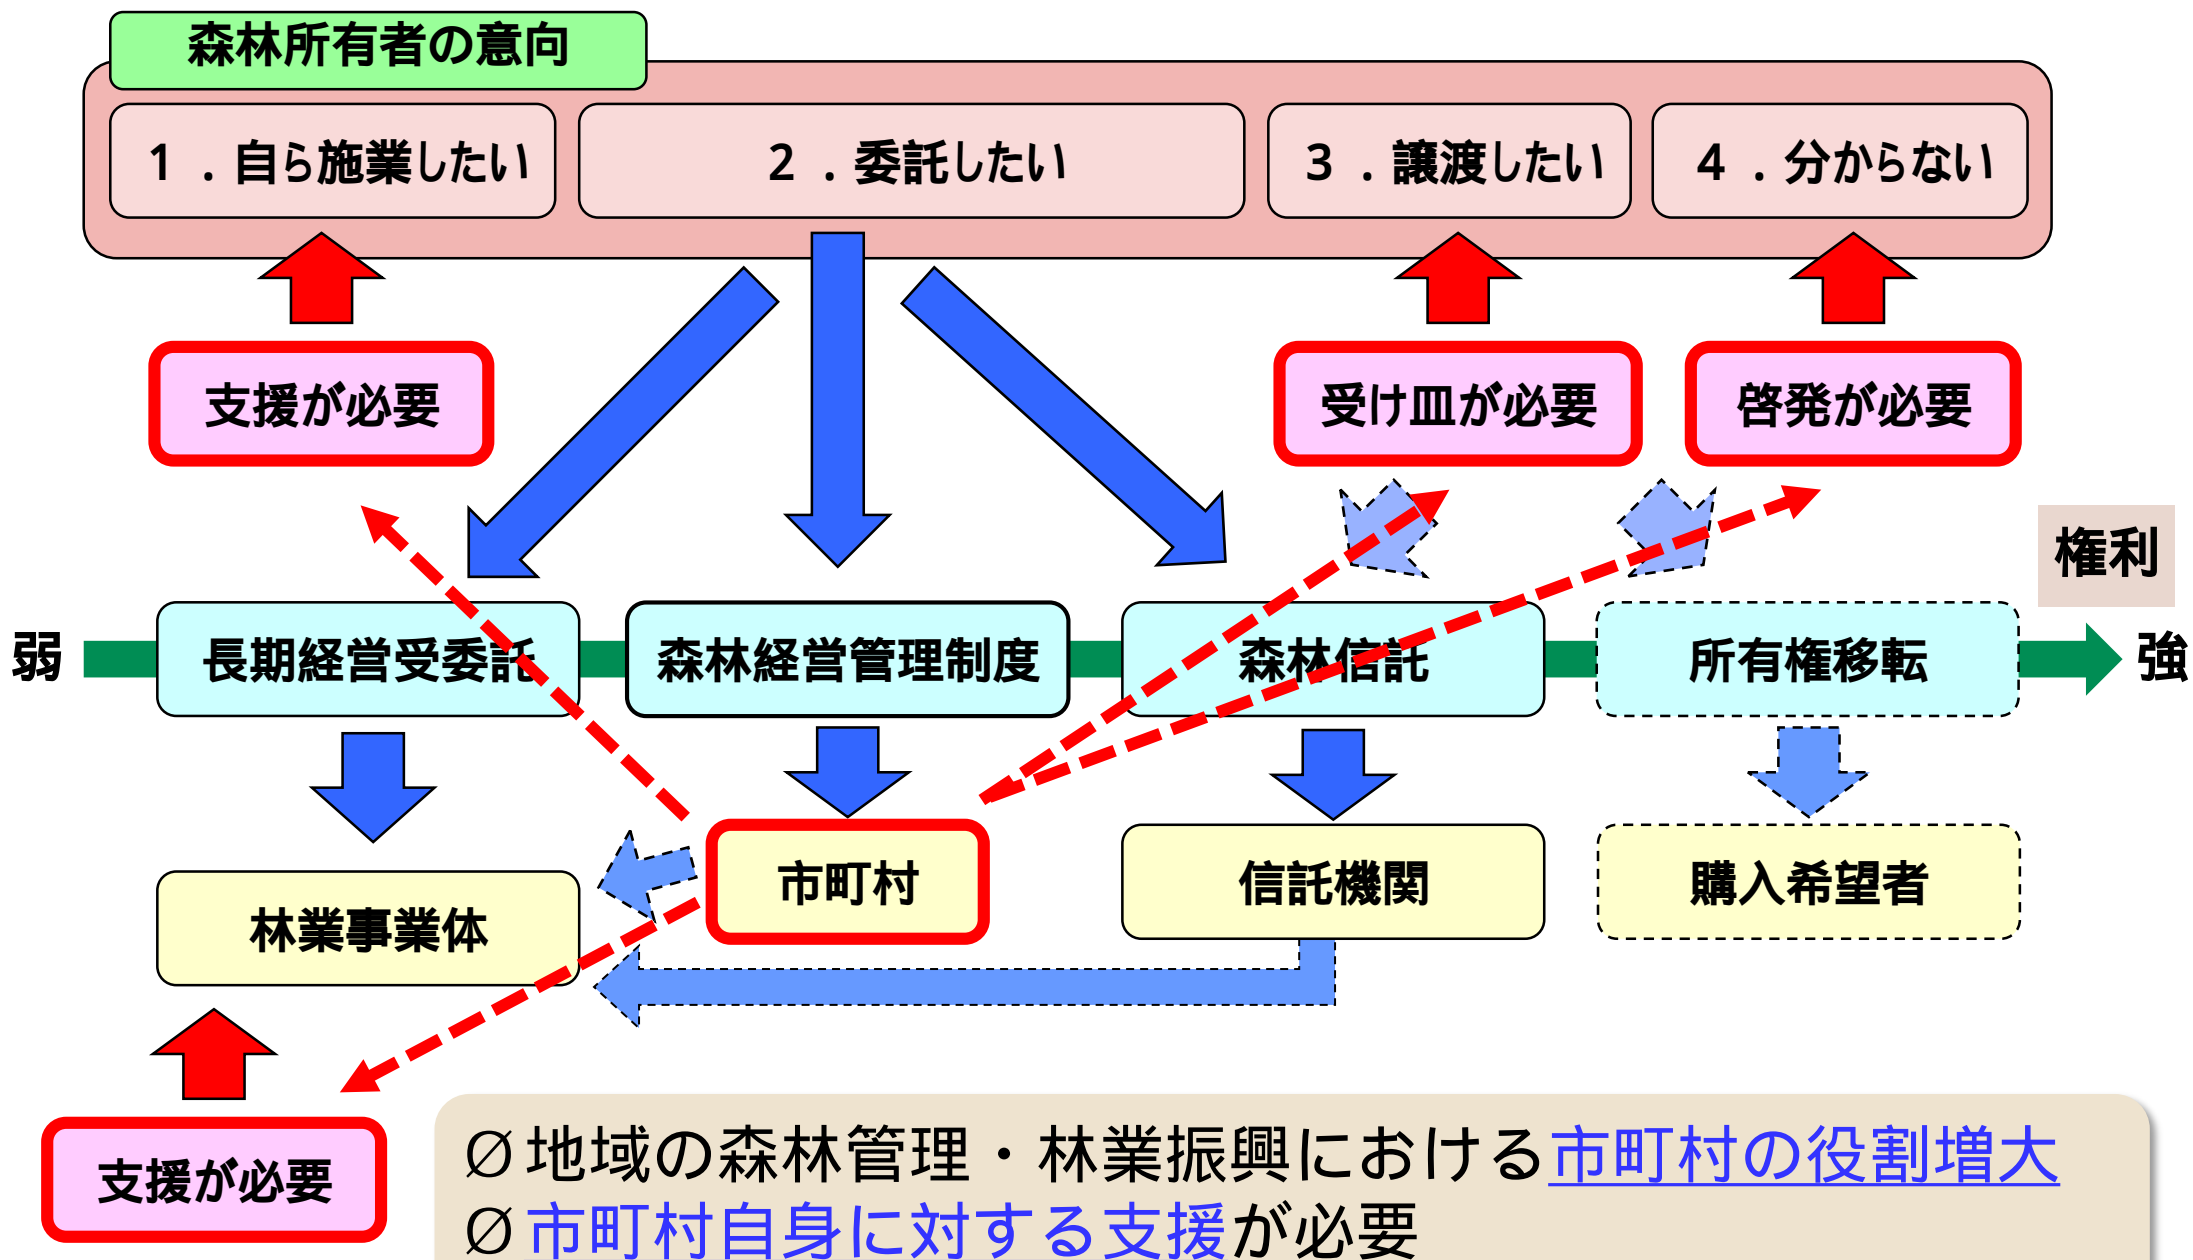 森林所有者の意向
１．自ら施業したい
２．委託したい
３．譲渡したい
４．分からない
支援が必要
受け皿が必要
啓発が必要
権利
弱
長期経営受委託
森林経営管理制度
森林信託
所有権移転
強
市町村
信託機関
購入希望者
林業事業体
支援が必要
Ø 地域の森林管理・林業振興における市町村の役割増大
Ø 市町村自身に対する支援が必要